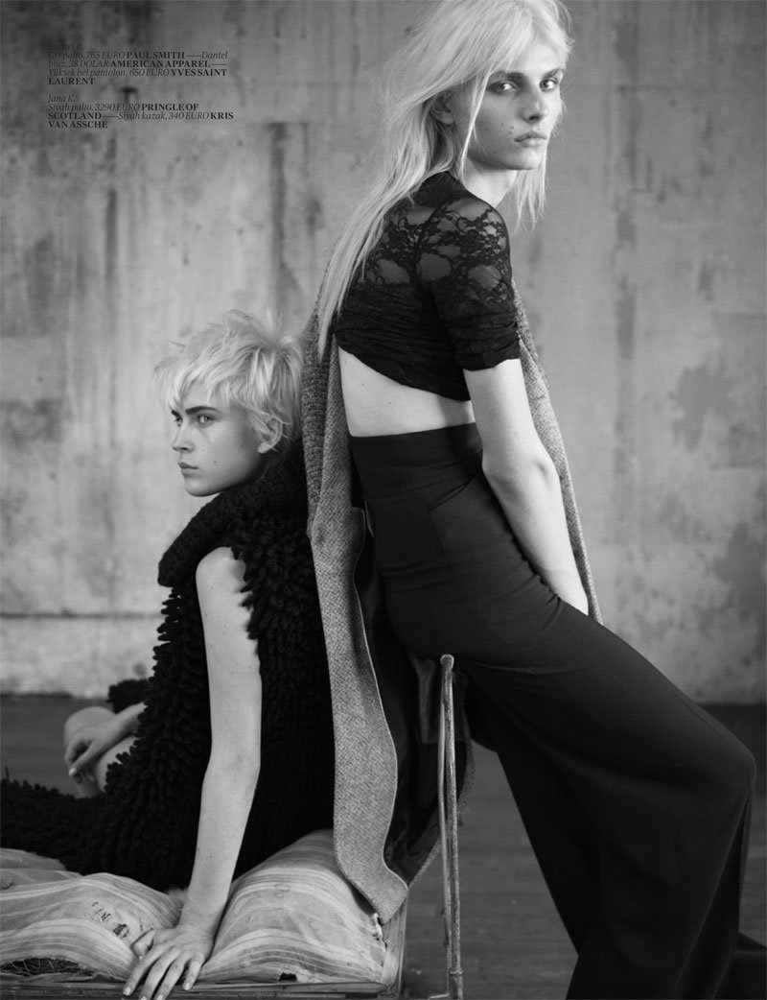 Andrej P.
Gri palto, 765 EURO PAUL SMITH —— Dantel
bluz, 38 DOLAR AMERICAN APPAREL ——
Yüksek bel pantolon, 650 EURO YVES SAINT
LAURENT
Jana K.
Siyah palto, 3290 EURO PRINGLE OF
SCOTLAND —— Siyah kazak, 340 EURO KRIS
VAN ASSCHE